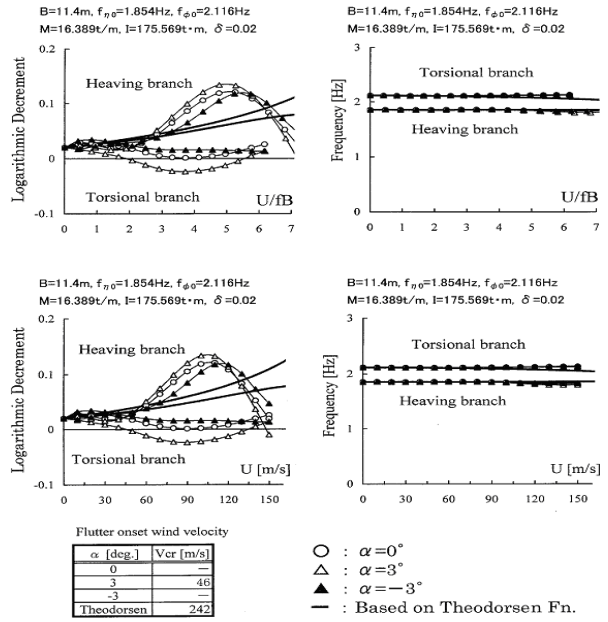 B=11.4m, fη0=1.854Hz, fφ0=2.116Hz
M=16.389t/m, I=175.569t・m, δ=0.02
0.2
0.1
0
-0.1
Logarithmic Decrement
Heaving branch
Torsional branch
U/fB
0 1 2 3 4 5 6 7
B=11.4m, fη0=1.854Hz, fφ0=2.116Hz
M=16.389t/m, I=175.569t・m, δ=0.02
3
2
1
0
Frequency [Hz]
Torsional branch
Heaving branch
U/fB
0 1 2 3 4 5 6 7
B=11.4m, fη0=1.854Hz, fφ0=2.116Hz
M=16.389t/m, I=175.569t・m, δ=0.02
0.2
0.1
0
-0.1
Logarithmic Decrement
Heaving branch
Torsional branch
U [m/s]
0 30 60 90 120 150
B=11.4m, fη0=1.854Hz, fφ0=2.116Hz
M=16.389t/m, I=175.569t・m, δ=0.02
3
2
1
0
Frequency [Hz]
Torsional branch
Heaving branch
U [m/s]
0 30 60 90 120 150
Flutter onset wind velocity
α [deg.] Vcr [m/s]
0 —
3 46
-3 —
Theodorsen 242
○ : α=0°
△ : α=3°
▲ : α=−3°
— : Based on Theodorsen Fn.